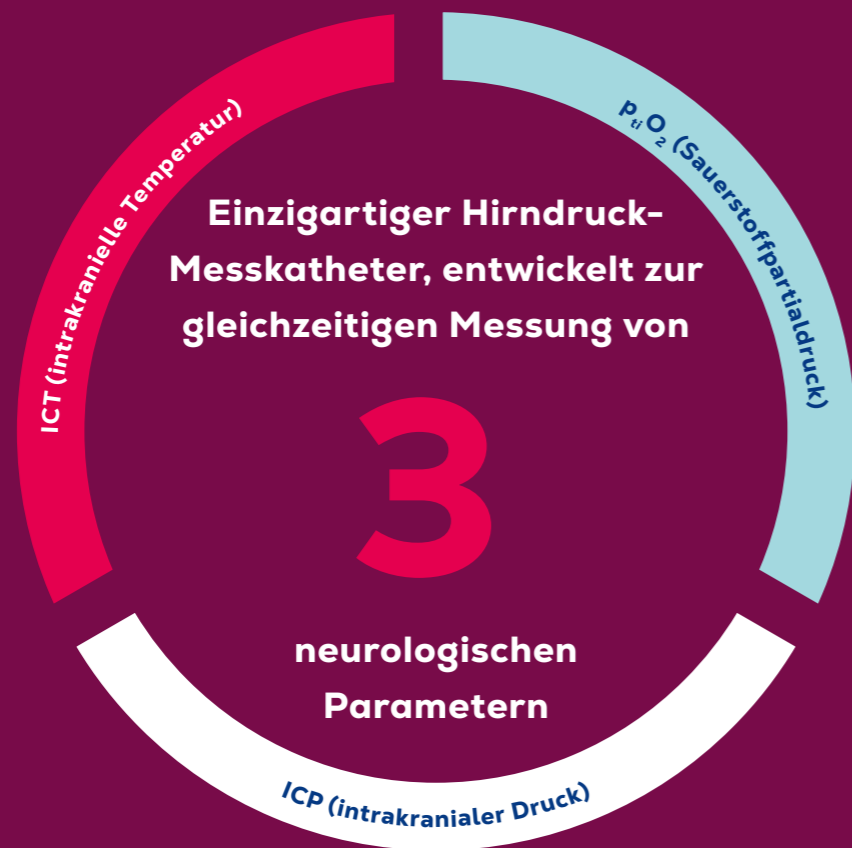 ICT (intrakranielle Temperatur)
ptiO2 (Sauerstoffpartialdruck)
Einzigartiger Hirndruck-
Messkatheter, entwickelt zur
gleichzeitigen Messung von
3
neurologischen
Parametern
ICP (intrakranialer Druck)